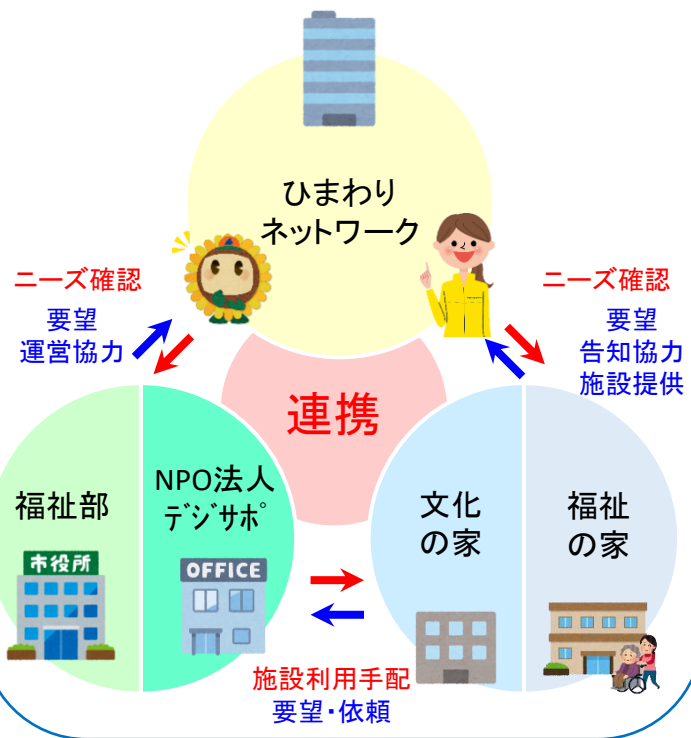 ひまわり
ネットワーク
ニーズ確認
要望
運営協力
ニーズ確認
要望
告知協力
施設提供
連携
福祉部
市役所
NPO法人
ﾃﾞｼﾞｻﾎﾟ
OFFICE
文化
の家
福祉
の家
施設利用手配
要望・依頼